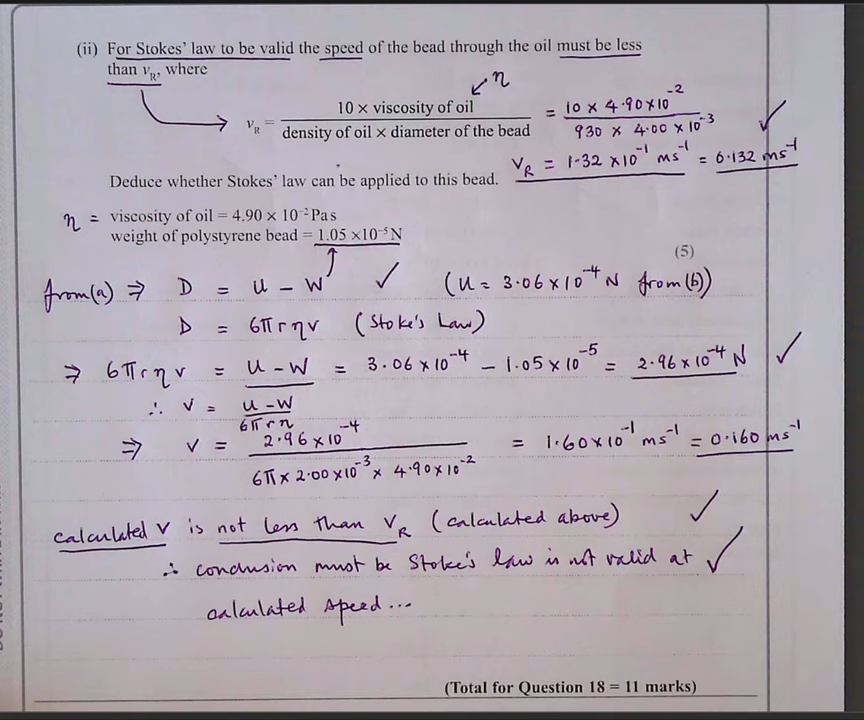 (ii) For Stokes' law to be valid the speed of the bead through the oil must be less
than v_R, where
η
v_R = 10 × viscosity of oil / density of oil × diameter of the bead = 10 × 4.90×10^-2 / 930 × 4.00 × 10^-3 ✓
V_R = 1.32 ×10^-1 ms^-1 = 0.132 ms^-1
Deduce whether Stokes' law can be applied to this bead.
η = viscosity of oil = 4.90 × 10^-2 Pa s
weight of polystyrene bead = 1.05 ×10^-5 N
(5)
from(a) ⇒ D = U − W ✓ (U = 3.06×10^-4 N from(b))
D = 6πrηv (Stoke's Law)
⇒ 6πrηv = U − W = 3.06×10^-4 − 1.05×10^-5 = 2.96×10^-4 N ✓
∴ v = U−W / 6πrη
⇒ v = 2.96×10^-4 / 6π×2.00×10^-3 × 4.90×10^-2 = 1.60×10^-1 ms^-1 = 0.160 ms^-1
calculated V is not less than V_R (calculated above) ✓
∴ conclusion must be Stoke's law is not valid at ✓
calculated speed...
(Total for Question 18 = 11 marks)